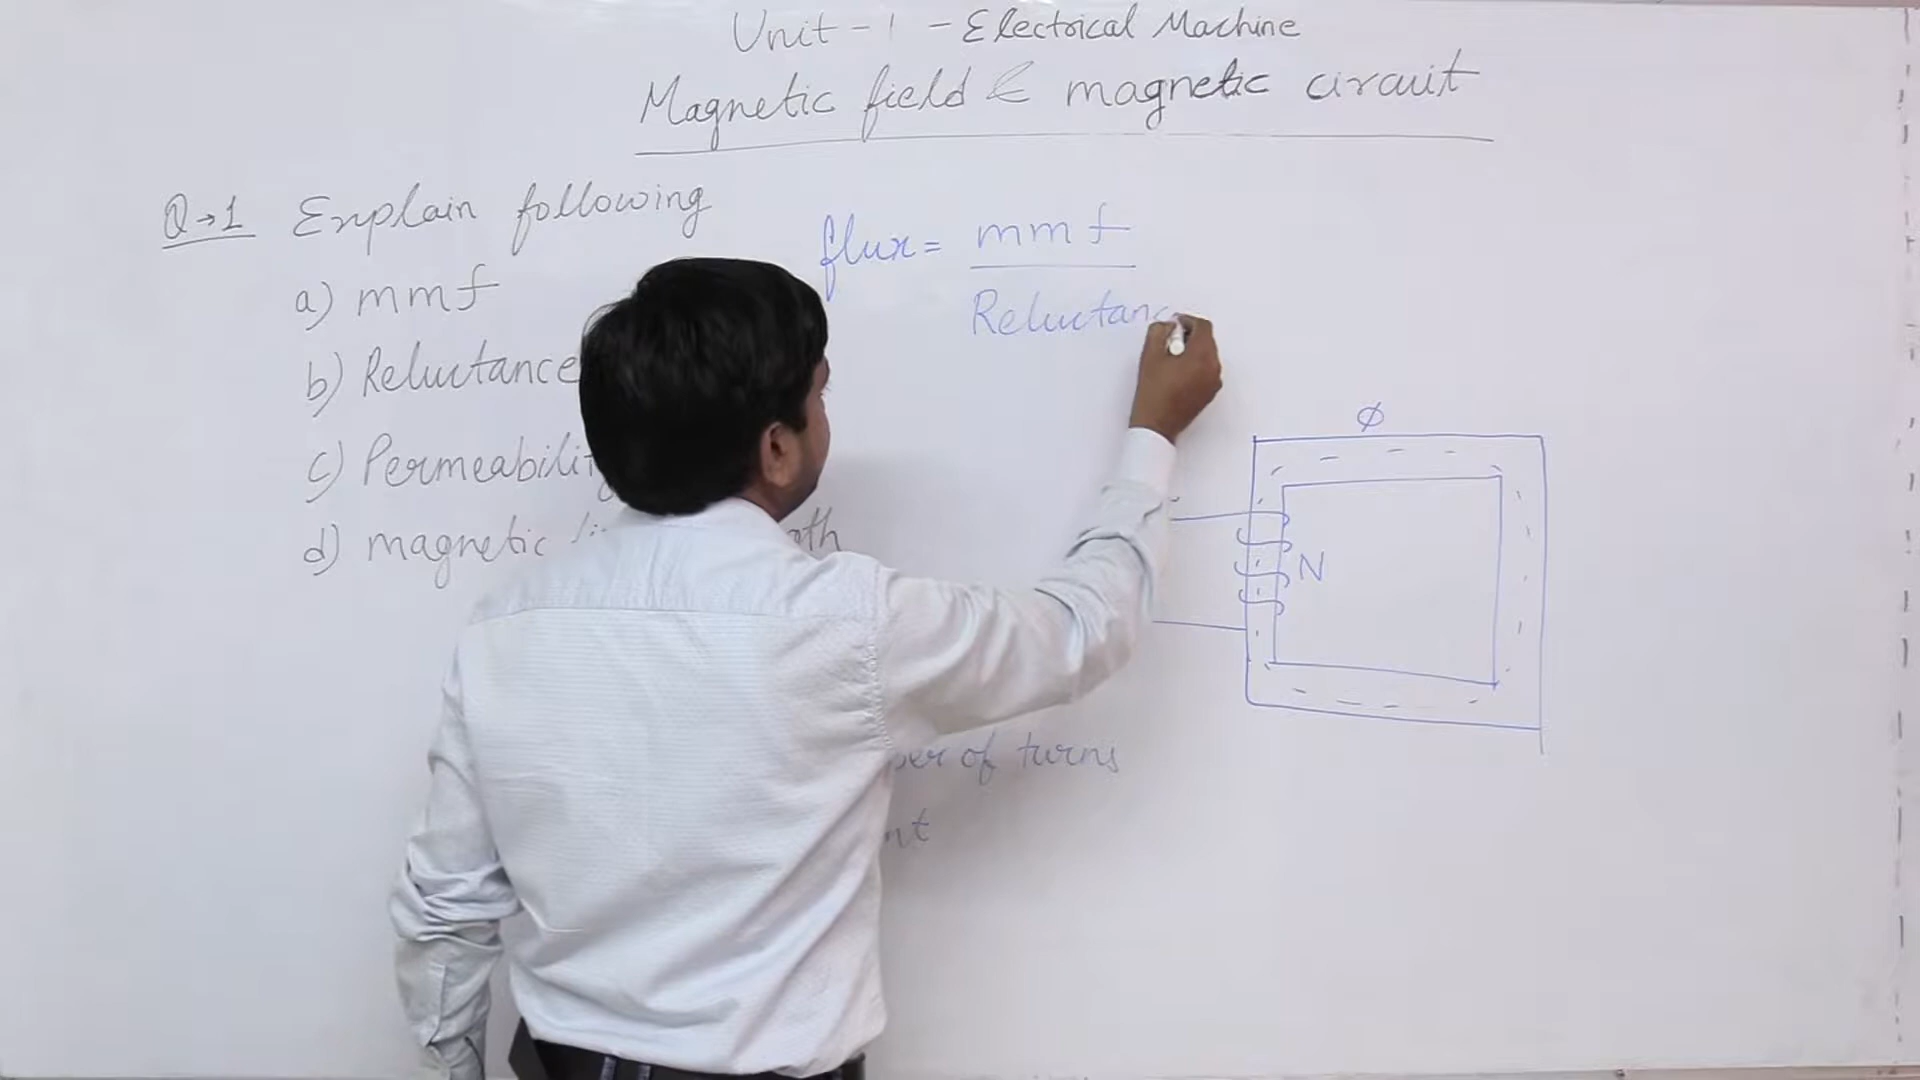 Unit-1 - Electrical Machine
Magnetic field & magnetic circuit
Q→1 Explain following
a) mmf
b) Reluctance
c) Permeabilit
d) magnetic
flux = mmf
Reluctanc
Φ
N
of turns